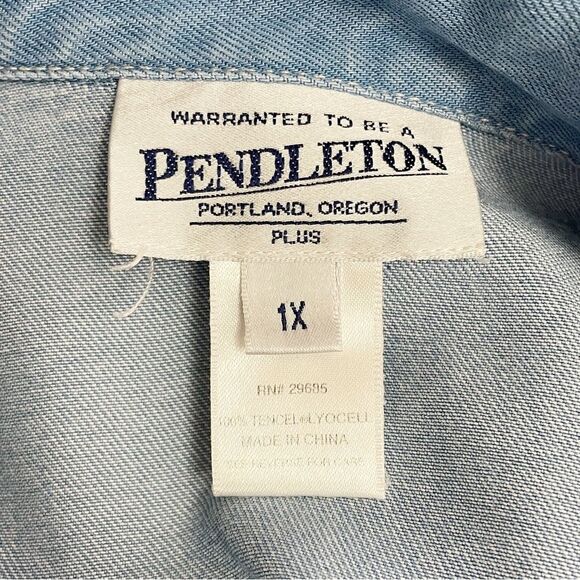 WARRANTED TO BE A
PENDLETON
PORTLAND, OREGON
PLUS
1X
RN# 29685
100% TENCEL®LYOCELL
MADE IN CHINA
SEE REVERSE FOR CARE